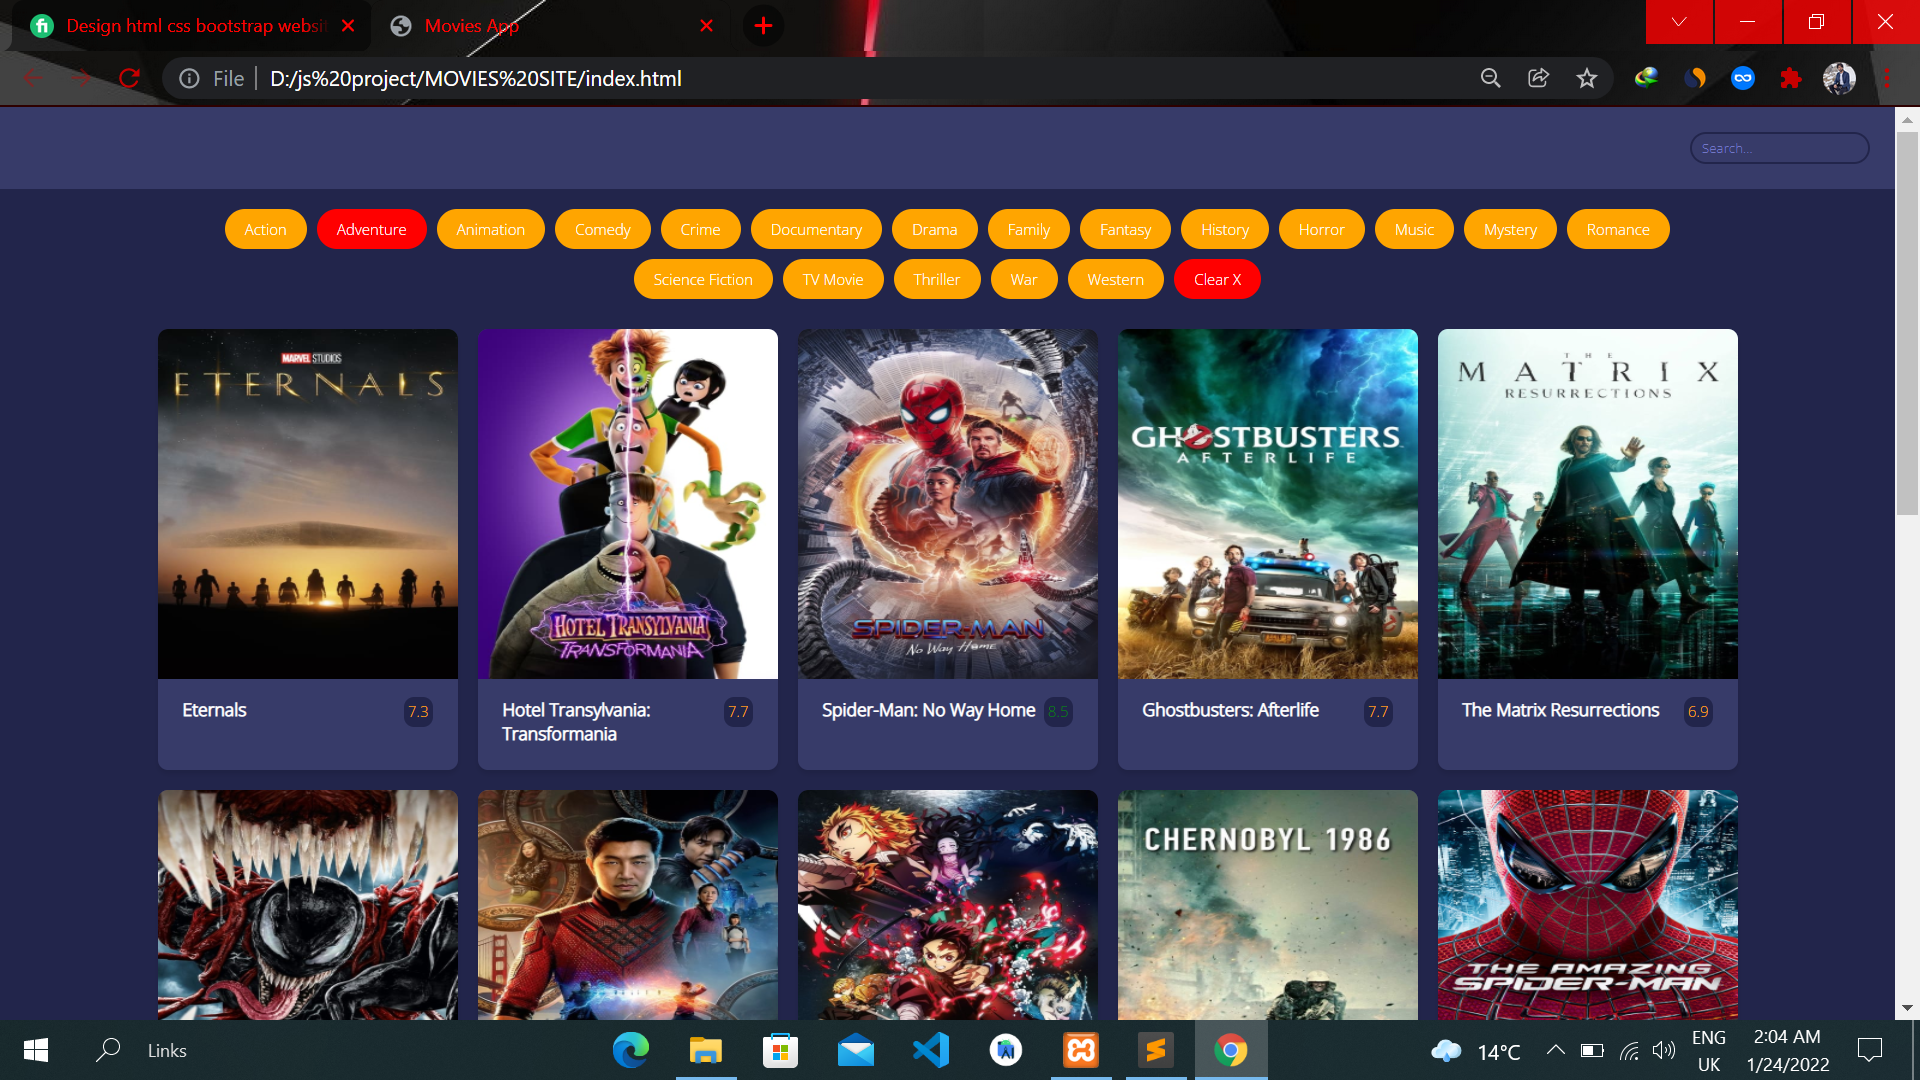 Design html css bootstrap websi
Movies App
File
D:/js%20project/MOVIES%20SITE/index.html
Search...
Action
Adventure
Animation
Comedy
Crime
Documentary
Drama
Family
Fantasy
History
Horror
Music
Mystery
Romance
Science Fiction
TV Movie
Thriller
War
Western
Clear X
MARVEL STUDIOS
ETERNALS
HOTEL TRANSYLVANIA
TRANSFORMANIA
SPIDER-MAN
No Way Home
GHOSTBUSTERS
AFTERLIFE
THE
MATRIX
RESURRECTIONS
Eternals
7.3
Hotel Transylvania:
Transformania
7.7
Spider-Man: No Way Home
8.5
Ghostbusters: Afterlife
7.7
The Matrix Resurrections
6.9
CHERNOBYL 1986
THE AMAZING
SPIDER-MAN
Links
14°C
ENG
UK
2:04 AM
1/24/2022